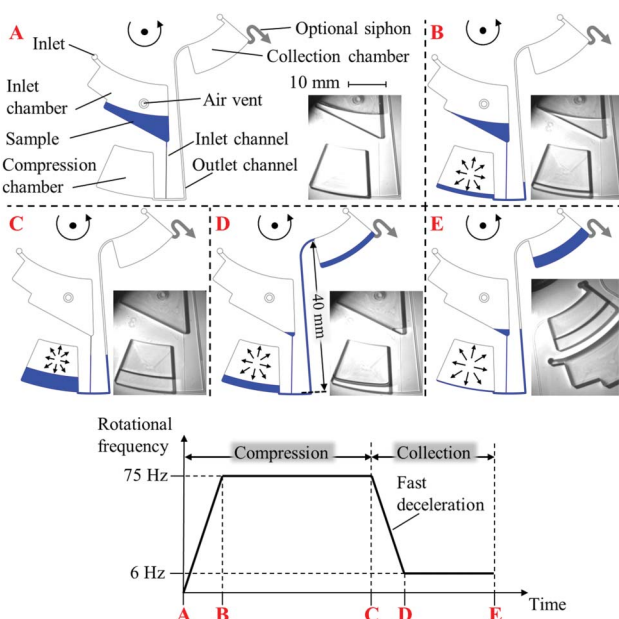 A
Optional siphon
B
Inlet
Collection chamber
10 mm
Inlet
chamber
Air vent
Sample
Inlet channel
Compression
chamber
Outlet channel
C
D
E
40 mm
Rotational
frequency
Compression
Collection
75 Hz
Fast
deceleration
6 Hz
A
B
C
D
E
Time